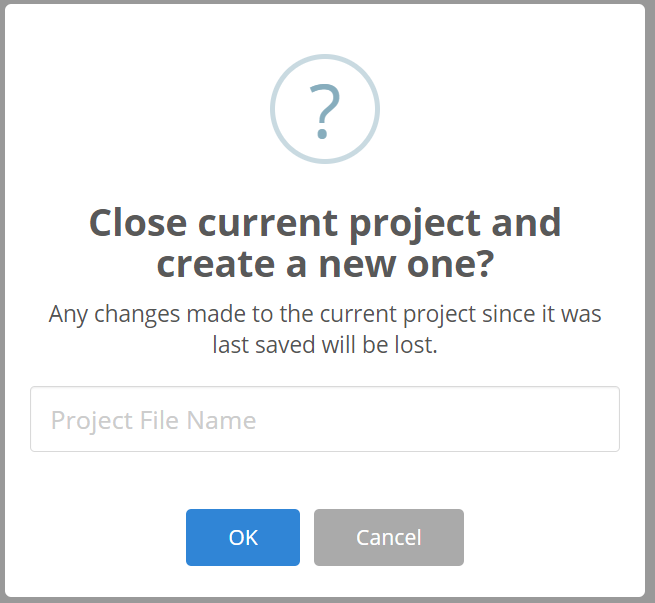 ?
Close current project and
create a new one?
Any changes made to the current project since it was
last saved will be lost.
Project File Name
OK
Cancel